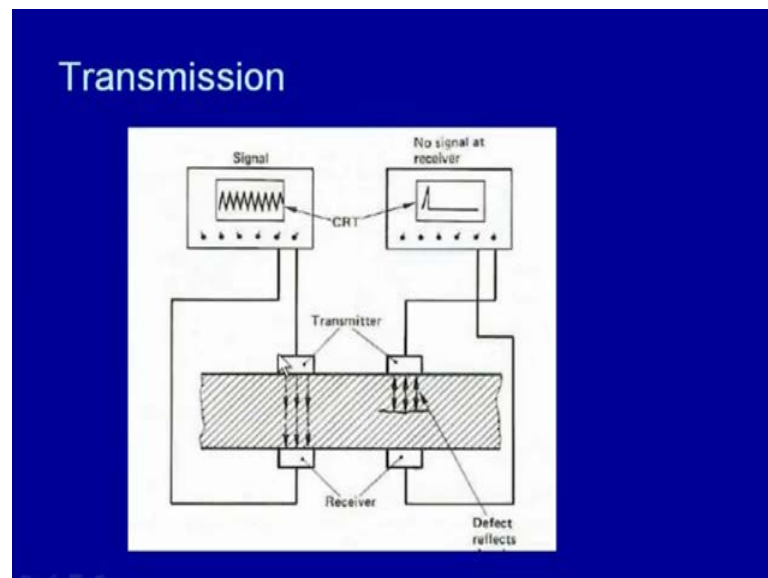 Transmission
Signal
No signal at
receiver
CRT
Transmitter
Receiver
Defect
reflects